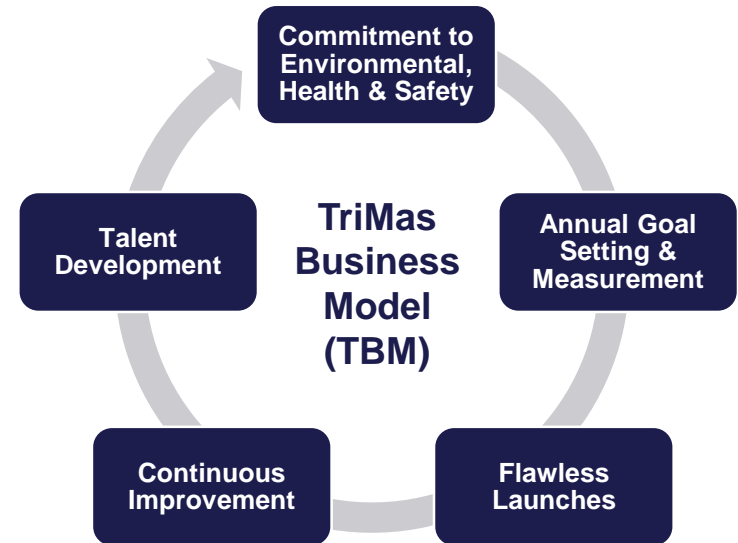 Commitment to
Environmental,
Health & Safety
Annual Goal
Setting &
Measurement
Flawless
Launches
Continuous
Improvement
Talent
Development
TriMas
Business
Model
(TBM)